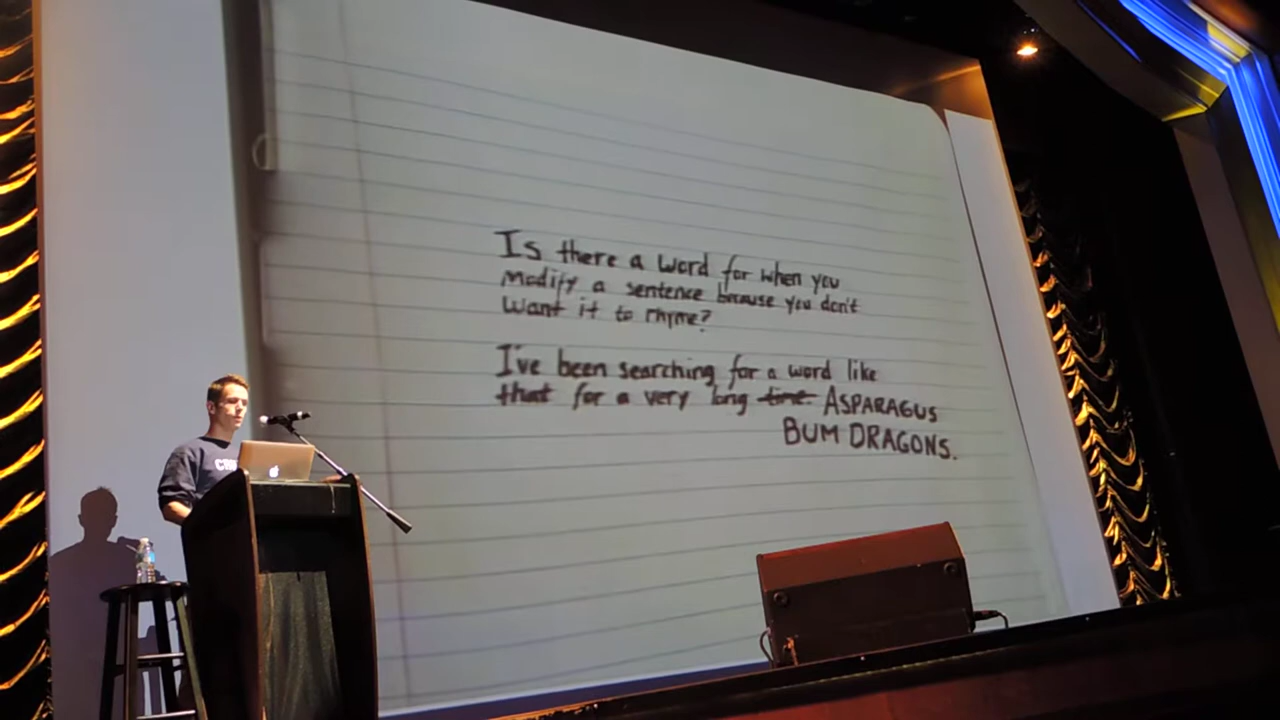 Is there a word for when you
modify a sentence because you don't
want it to rhyme?
I've been searching for a word like
that for a very long time ASPARAGUS
BUM DRAGONS.